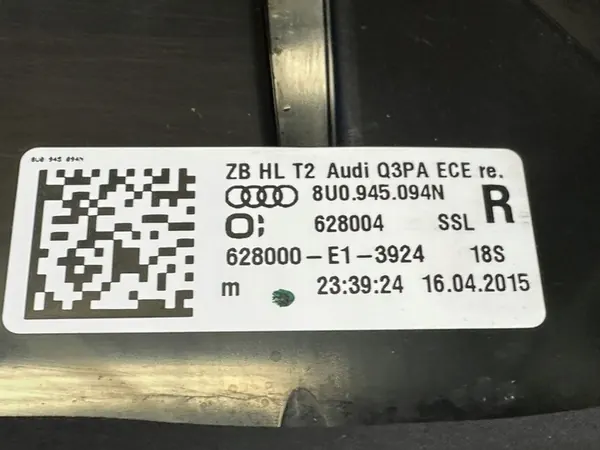 8U0 945 094N
ZB HL T2 Audi Q3PA ECE re.
8U0.945.094N
R
628004 SSL
628000-E1-3924 18S
m 23:39:24 16.04.2015